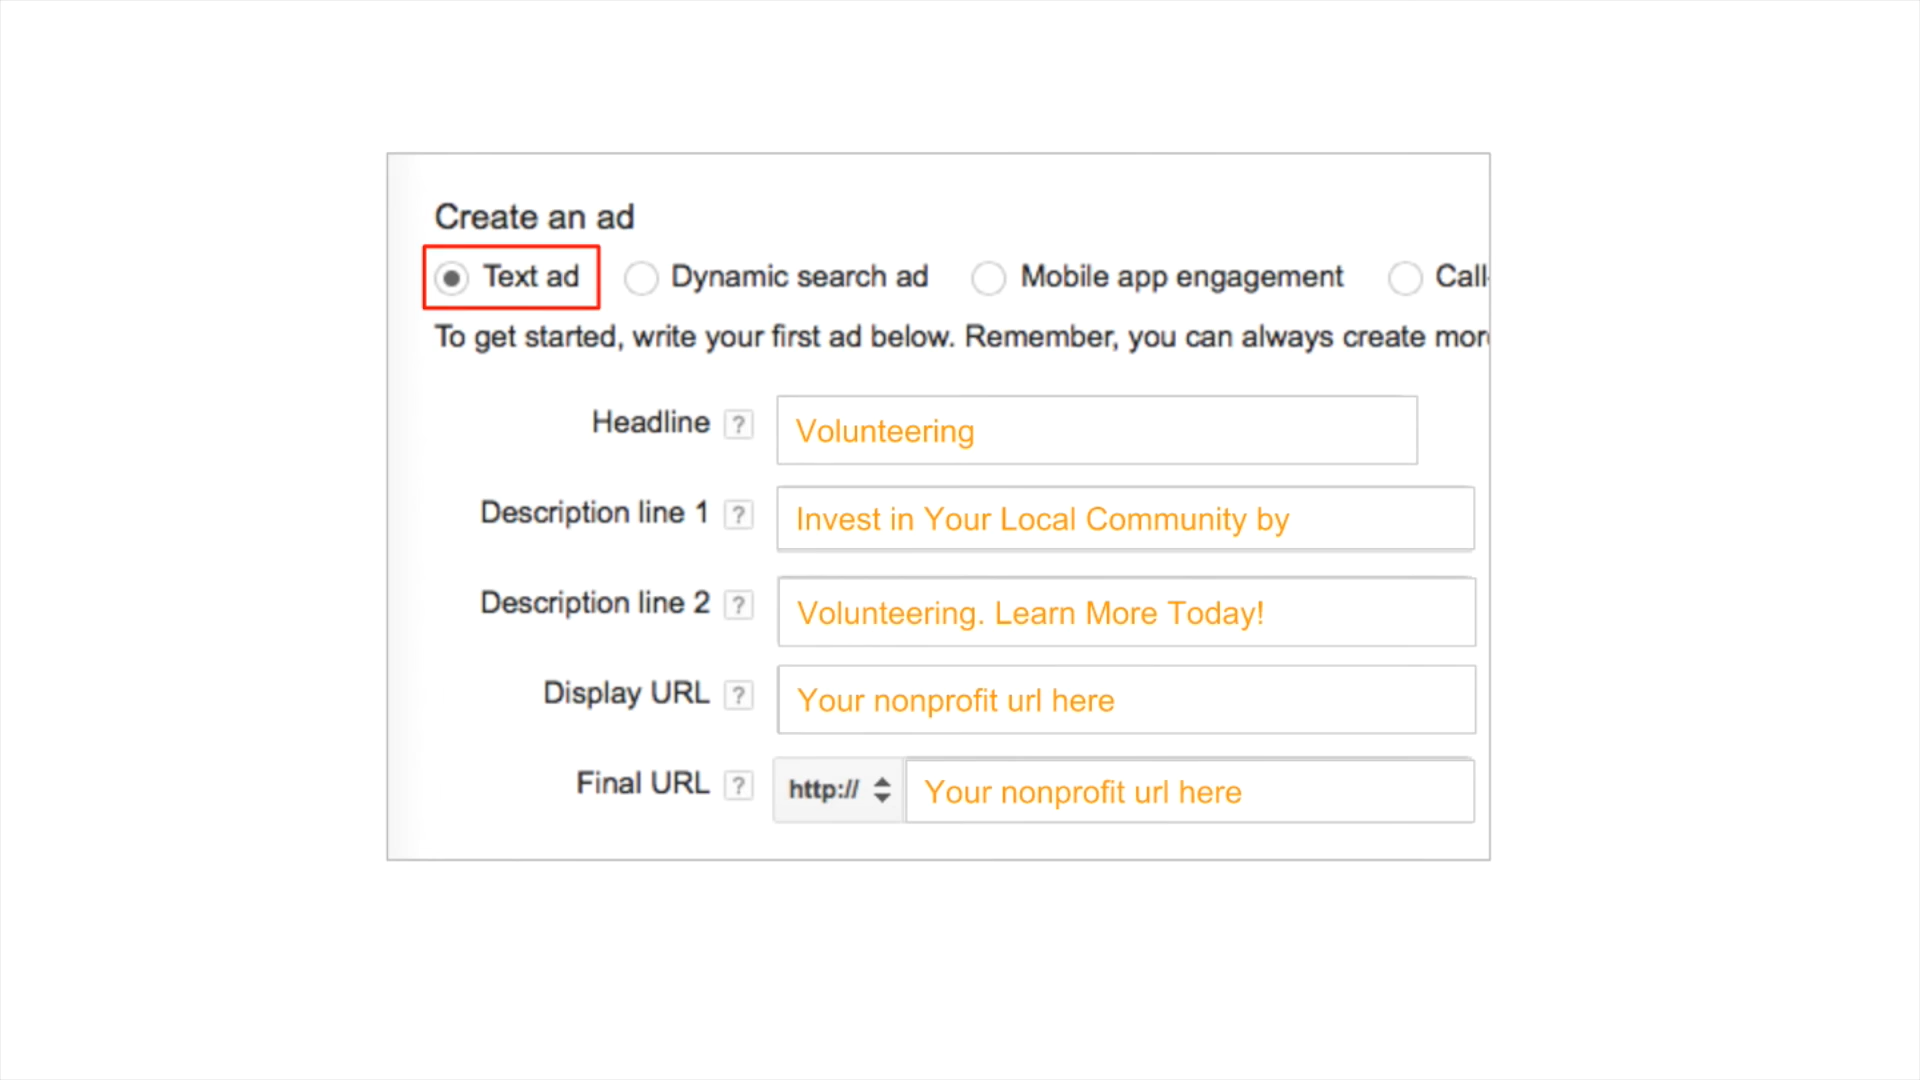 Create an ad
Text ad Dynamic search ad Mobile app engagement Call-
To get started, write your first ad below. Remember, you can always create mor
Headline ? Volunteering
Description line 1 ? Invest in Your Local Community by
Description line 2 ? Volunteering. Learn More Today!
Display URL ? Your nonprofit url here
Final URL ? http:// Your nonprofit url here